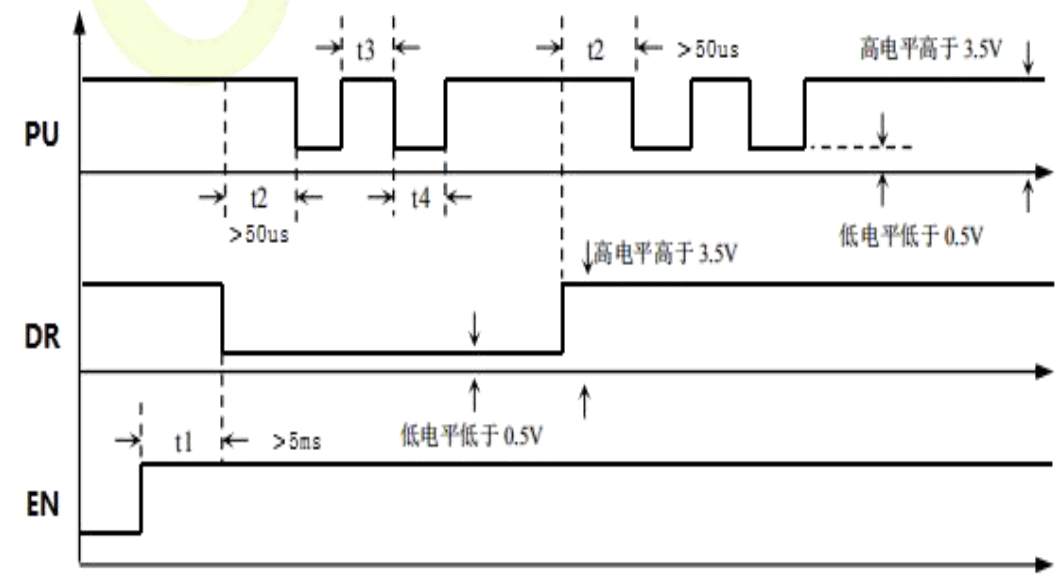 t3
t2
>50us
高电平高于 3.5V
PU
t2
t4
>50us
低电平低于 0.5V
高电平高于 3.5V
DR
低电平低于 0.5V
t1
>5ms
EN